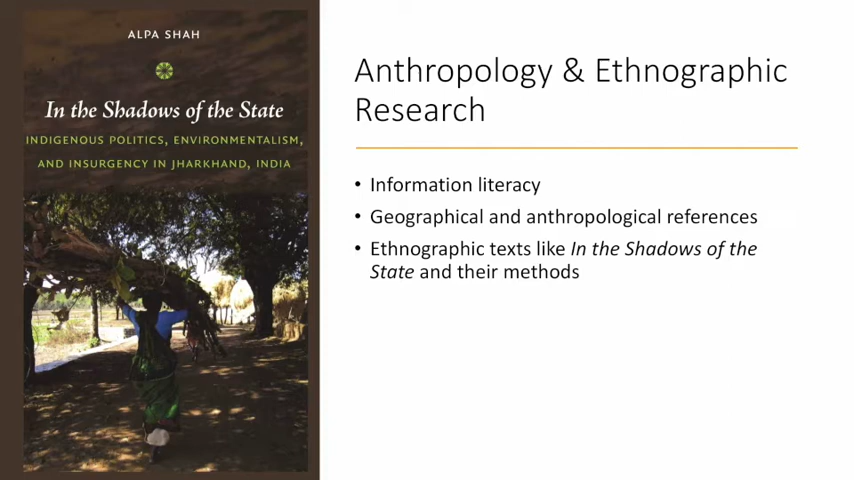 ALPA SHAH
In the Shadows of the State
INDIGENOUS POLITICS, ENVIRONMENTALISM,
AND INSURGENCY IN JHARKHAND, INDIA
Anthropology & Ethnographic
Research
• Information literacy
• Geographical and anthropological references
• Ethnographic texts like In the Shadows of the
State and their methods